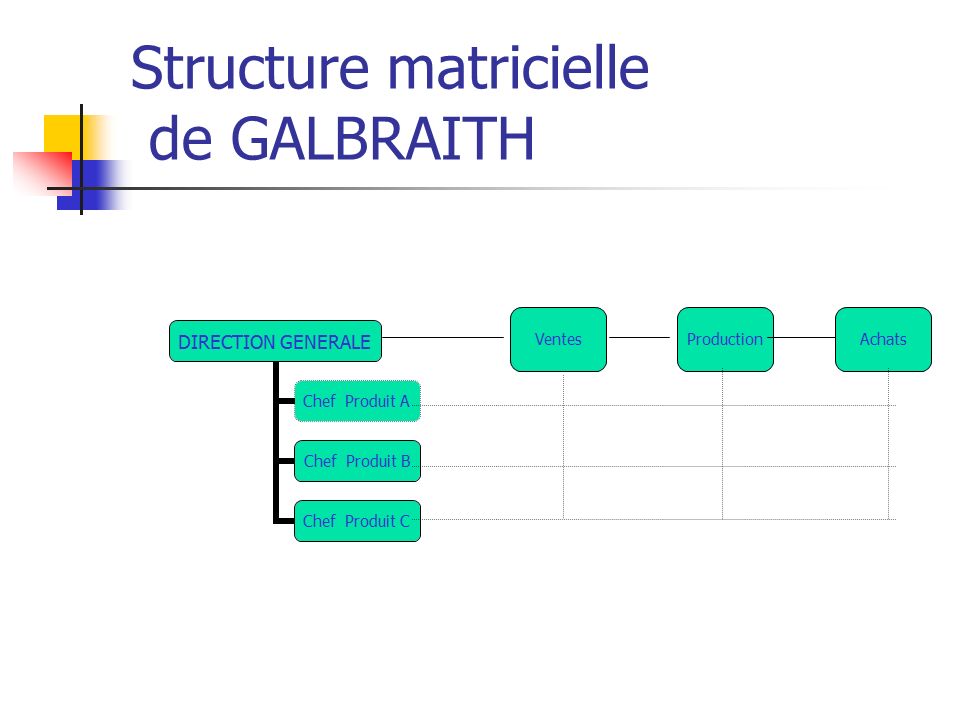 Structure matricielle
de GALBRAITH
DIRECTION GENERALE
Ventes
Production
Achats
Chef Produit A
Chef Produit B
Chef Produit C